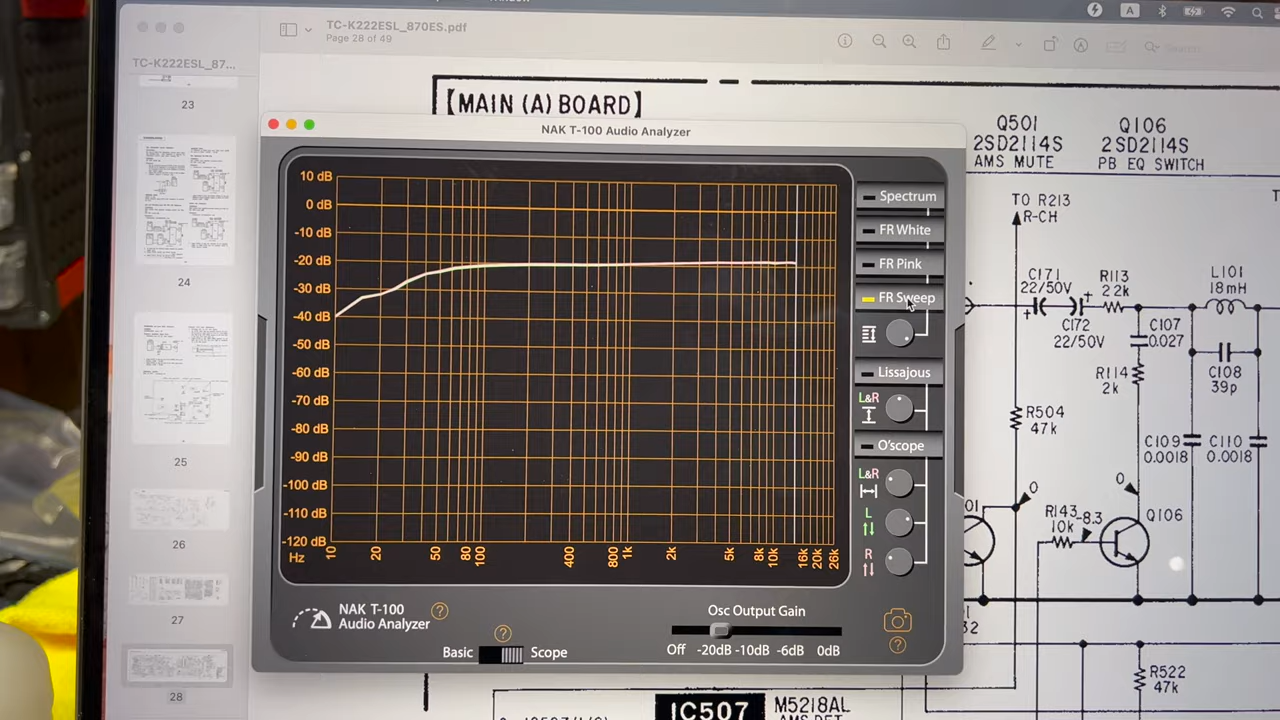 Window
A
TC-K222ESL_870ES.pdf
Page 28 of 49
Search
TC-K222ESL_87...
23
24
25
26
27
28
【MAIN (A) BOARD】
Q501
2SD2114S
AMS MUTE
Q106
2SD2114S
PB EQ SWITCH
NAK T-100 Audio Analyzer
10 dB
0 dB
-10 dB
-20 dB
-30 dB
-40 dB
-50 dB
-60 dB
-70 dB
-80 dB
-90 dB
-100 dB
-110 dB
-120 dB
Hz
10
20
50
80
100
400
800
1k
2k
5k
8k
10k
16k
20k
26k
Spectrum
FR White
FR Pink
FR Sweep
Lissajous
L&R
O'scope
L&R
L
R
NAK T-100
Audio Analyzer
?
?
Basic
Scope
Osc Output Gain
Off -20dB -10dB -6dB 0dB
?
TO R213
R-CH
C171
22/50V
R113
2.2k
L101
18mH
C172
22/50V
C107
0.027
R114
2k
C108
39p
R504
47k
C109
0.0018
C110
0.0018
0
0
R143
10k
-8.3
Q106
R522
47k
IC507
M5218AL